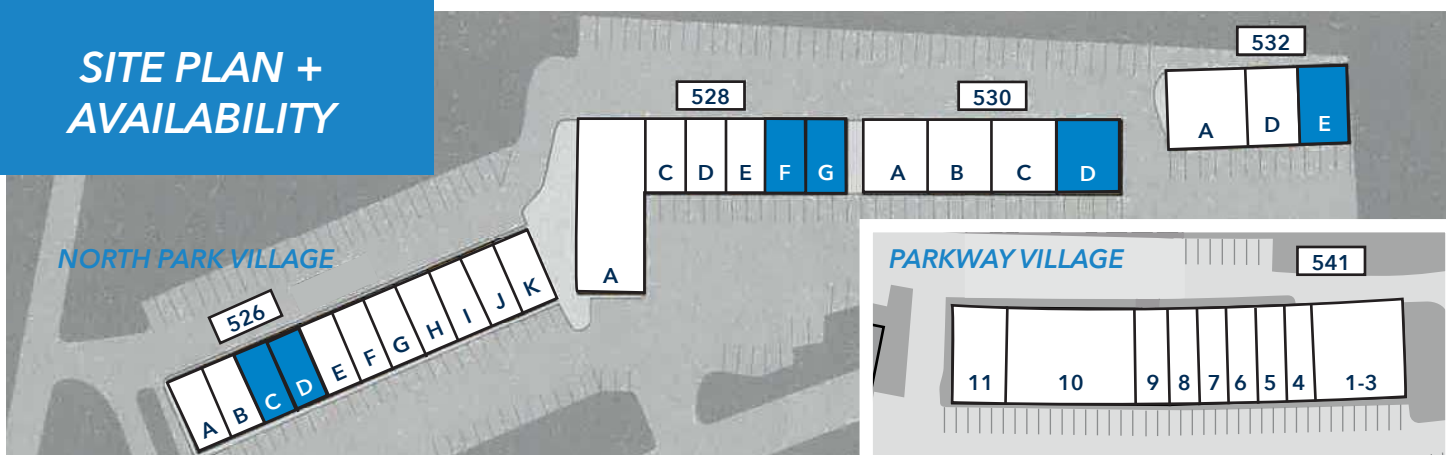 SITE PLAN +
AVAILABILITY
532
A D E
528
C D E F G
A
530
A B C D
NORTH PARK VILLAGE
526
A B C D E F G H I J K
PARKWAY VILLAGE
541
11 10 9 8 7 6 5 4 1-3